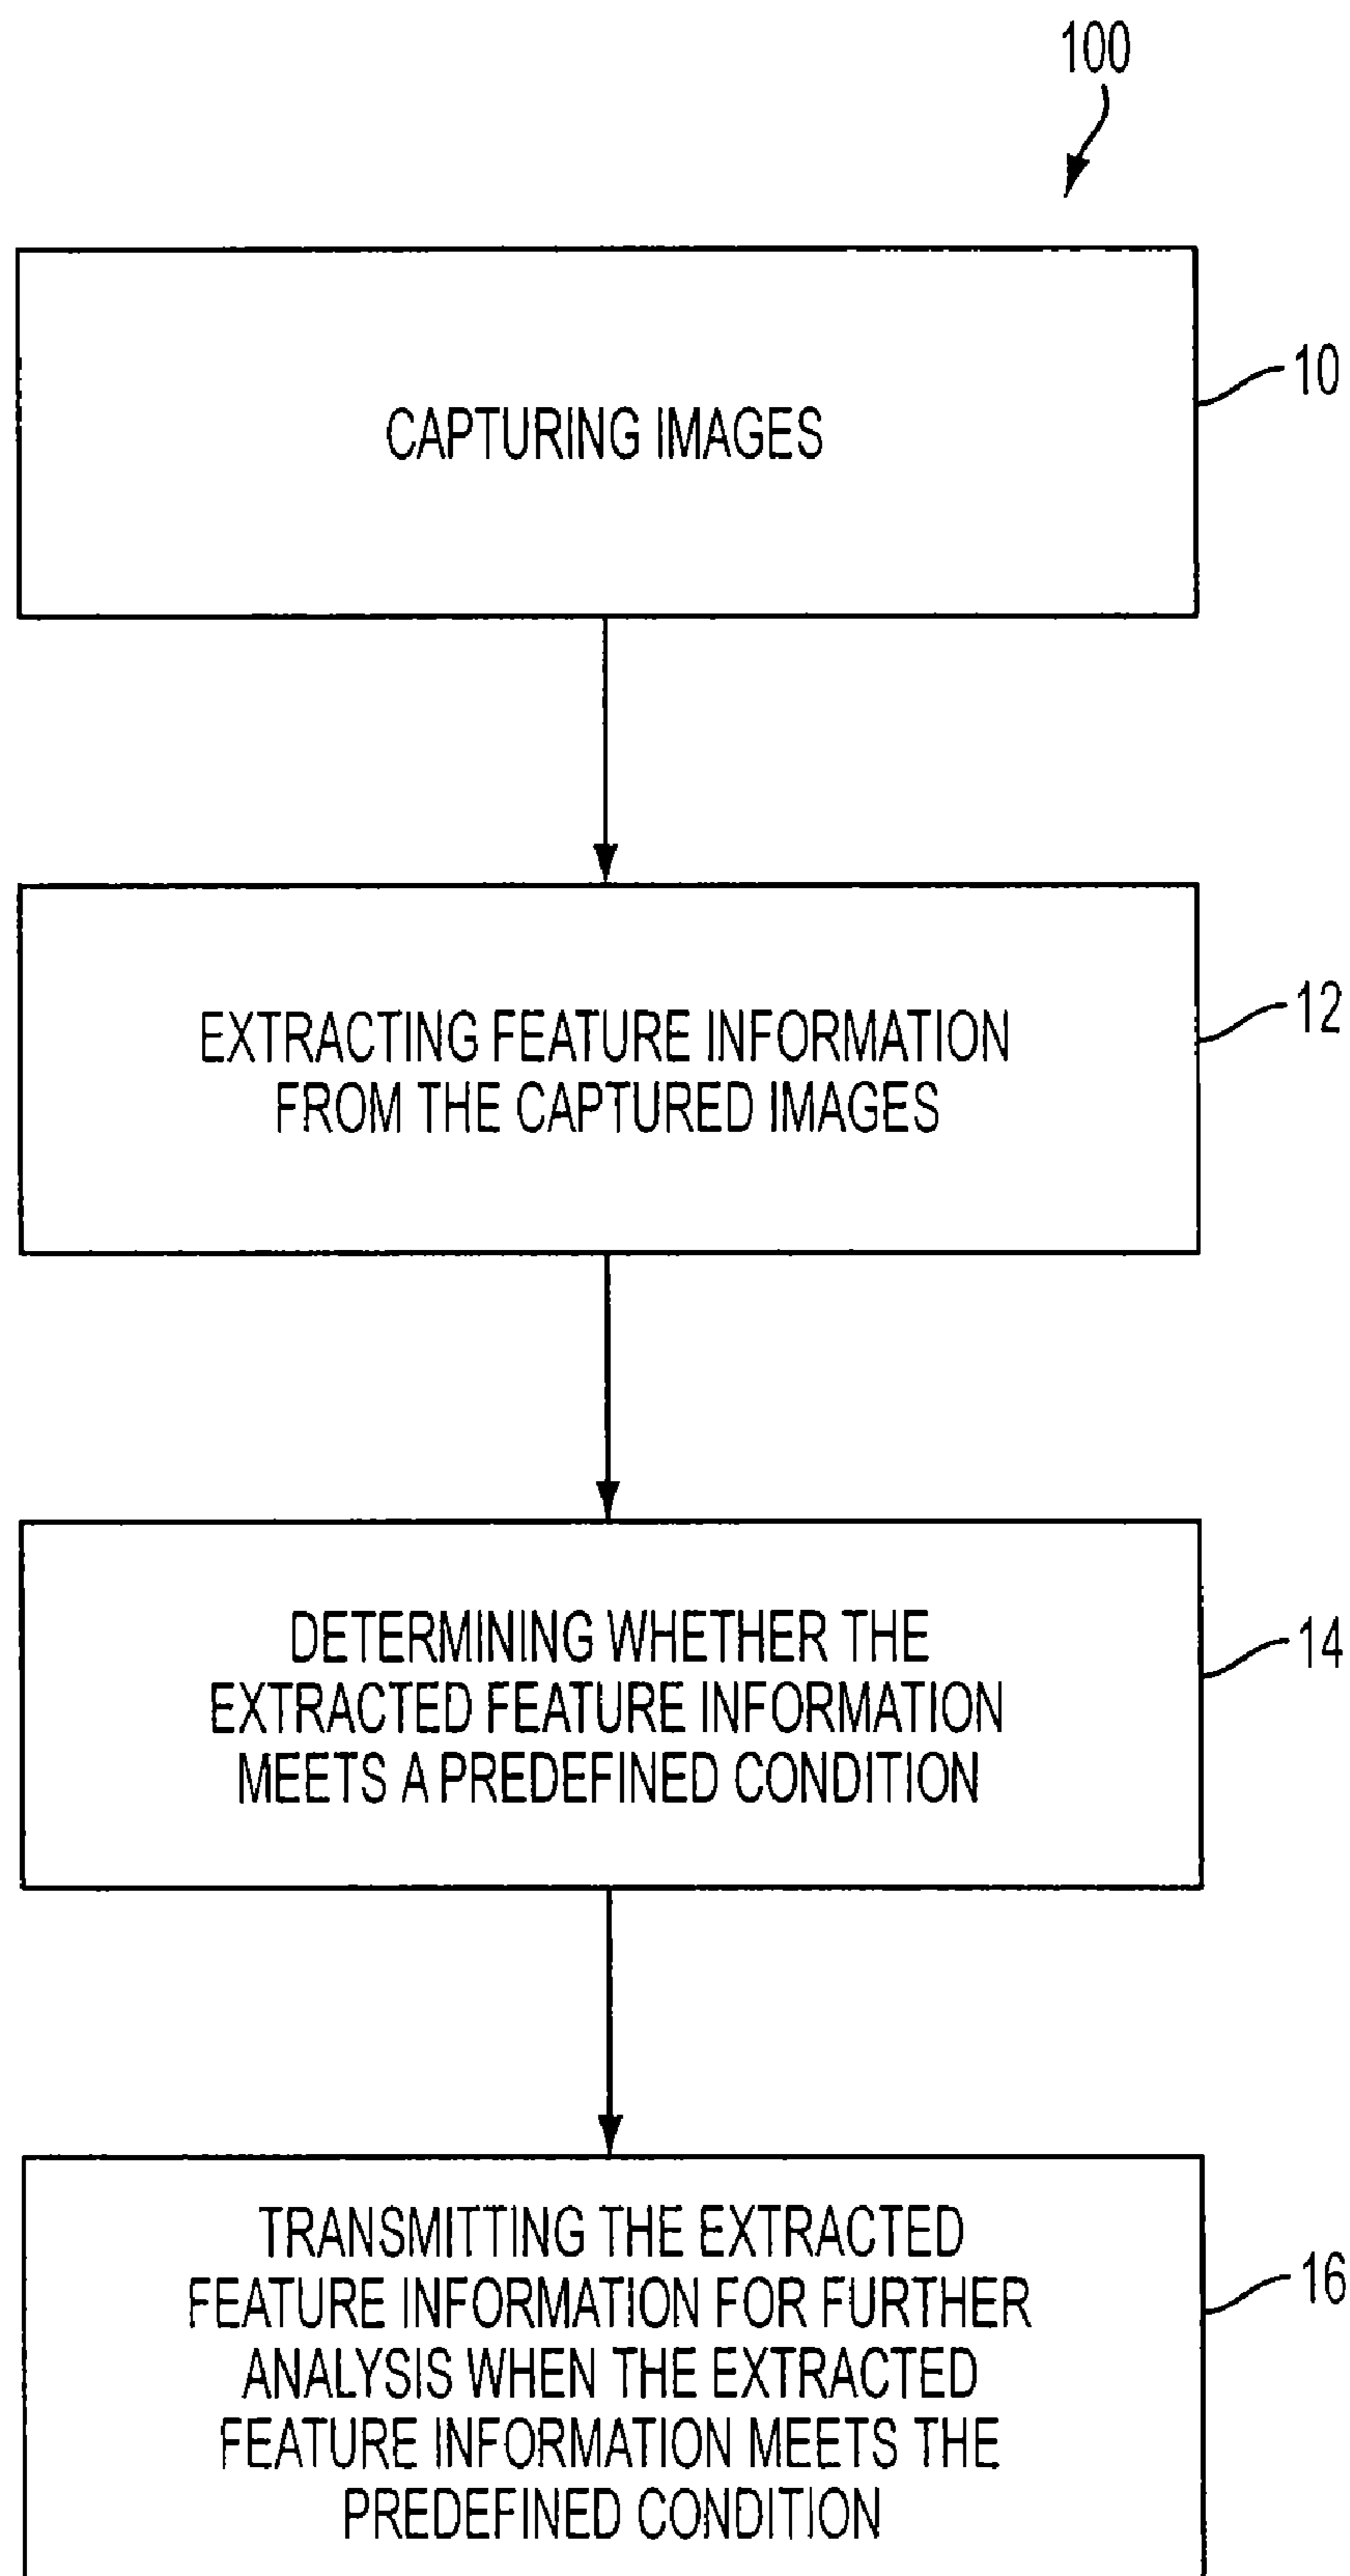 100
CAPTURING IMAGES
10
EXTRACTING FEATURE INFORMATION
FROM THE CAPTURED IMAGES
12
DETERMINING WHETHER THE
EXTRACTED FEATURE INFORMATION
MEETS A PREDEFINED CONDITION
14
TRANSMITTING THE EXTRACTED
FEATURE INFORMATION FOR FURTHER
ANALYSIS WHEN THE EXTRACTED
FEATURE INFORMATION MEETS THE
PREDEFINED CONDITION
16